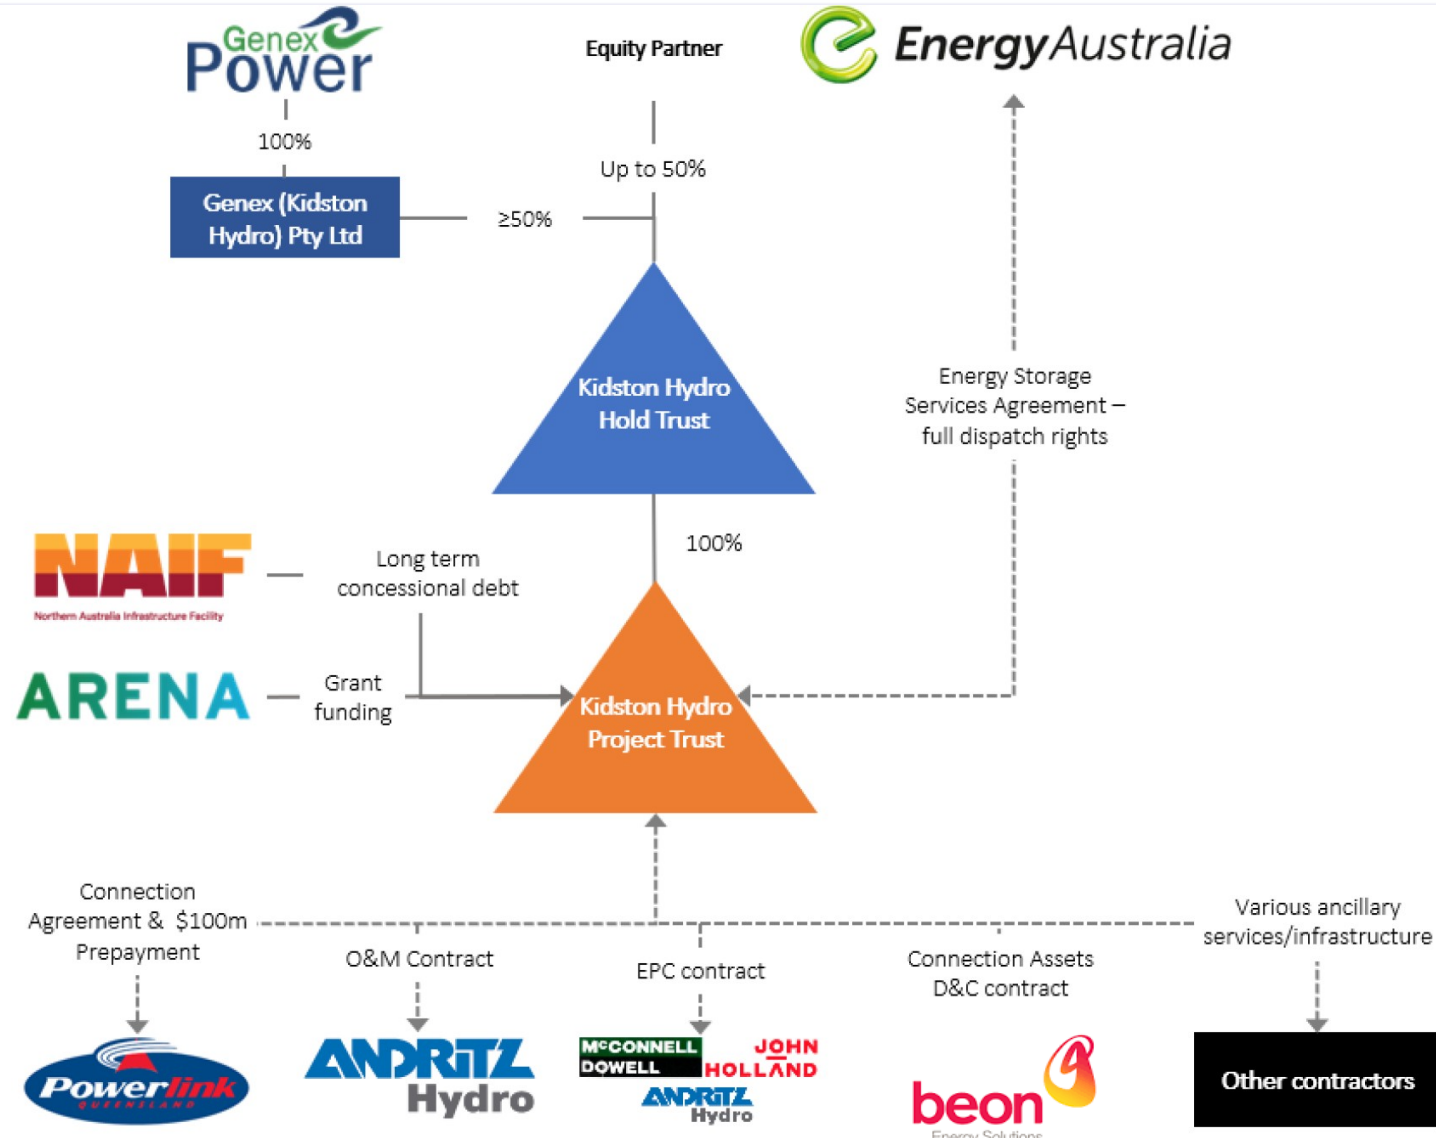 Genex
Power
Equity Partner
EnergyAustralia
100%
Up to 50%
Genex (Kidston
Hydro) Pty Ltd
≥50%
Kidston Hydro
Hold Trust
Energy Storage
Services Agreement –
full dispatch rights
100%
NAIF
Northern Australia Infrastructure Facility
Long term
concessional debt
ARENA
Grant
funding
Kidston Hydro
Project Trust
Connection
Agreement & $100m
Prepayment
O&M Contract
EPC contract
Connection Assets
D&C contract
Various ancillary
services/infrastructure
Powerlink
QUEENSLAND
ANDRITZ
Hydro
McCONNELL
DOWELL
JOHN
HOLLAND
ANDRITZ
Hydro
beon
Energy Solutions
Other contractors